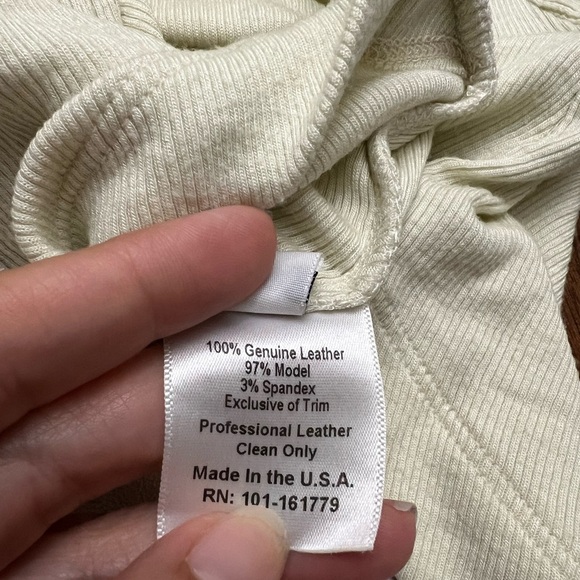 100% Genuine Leather
97% Model
3% Spandex
Exclusive of Trim
Professional Leather
Clean Only
Made In the U.S.A.
RN: 101-161779